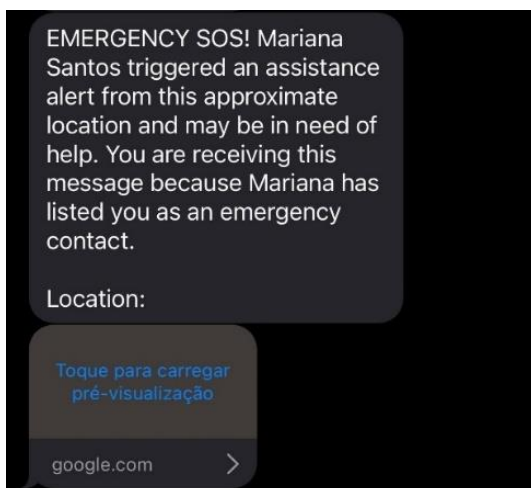 EMERGENCY SOS! Mariana
Santos triggered an assistance
alert from this approximate
location and may be in need of
help. You are receiving this
message because Mariana has
listed you as an emergency
contact.
Location:
Toque para carregar
pré-visualização
google.com